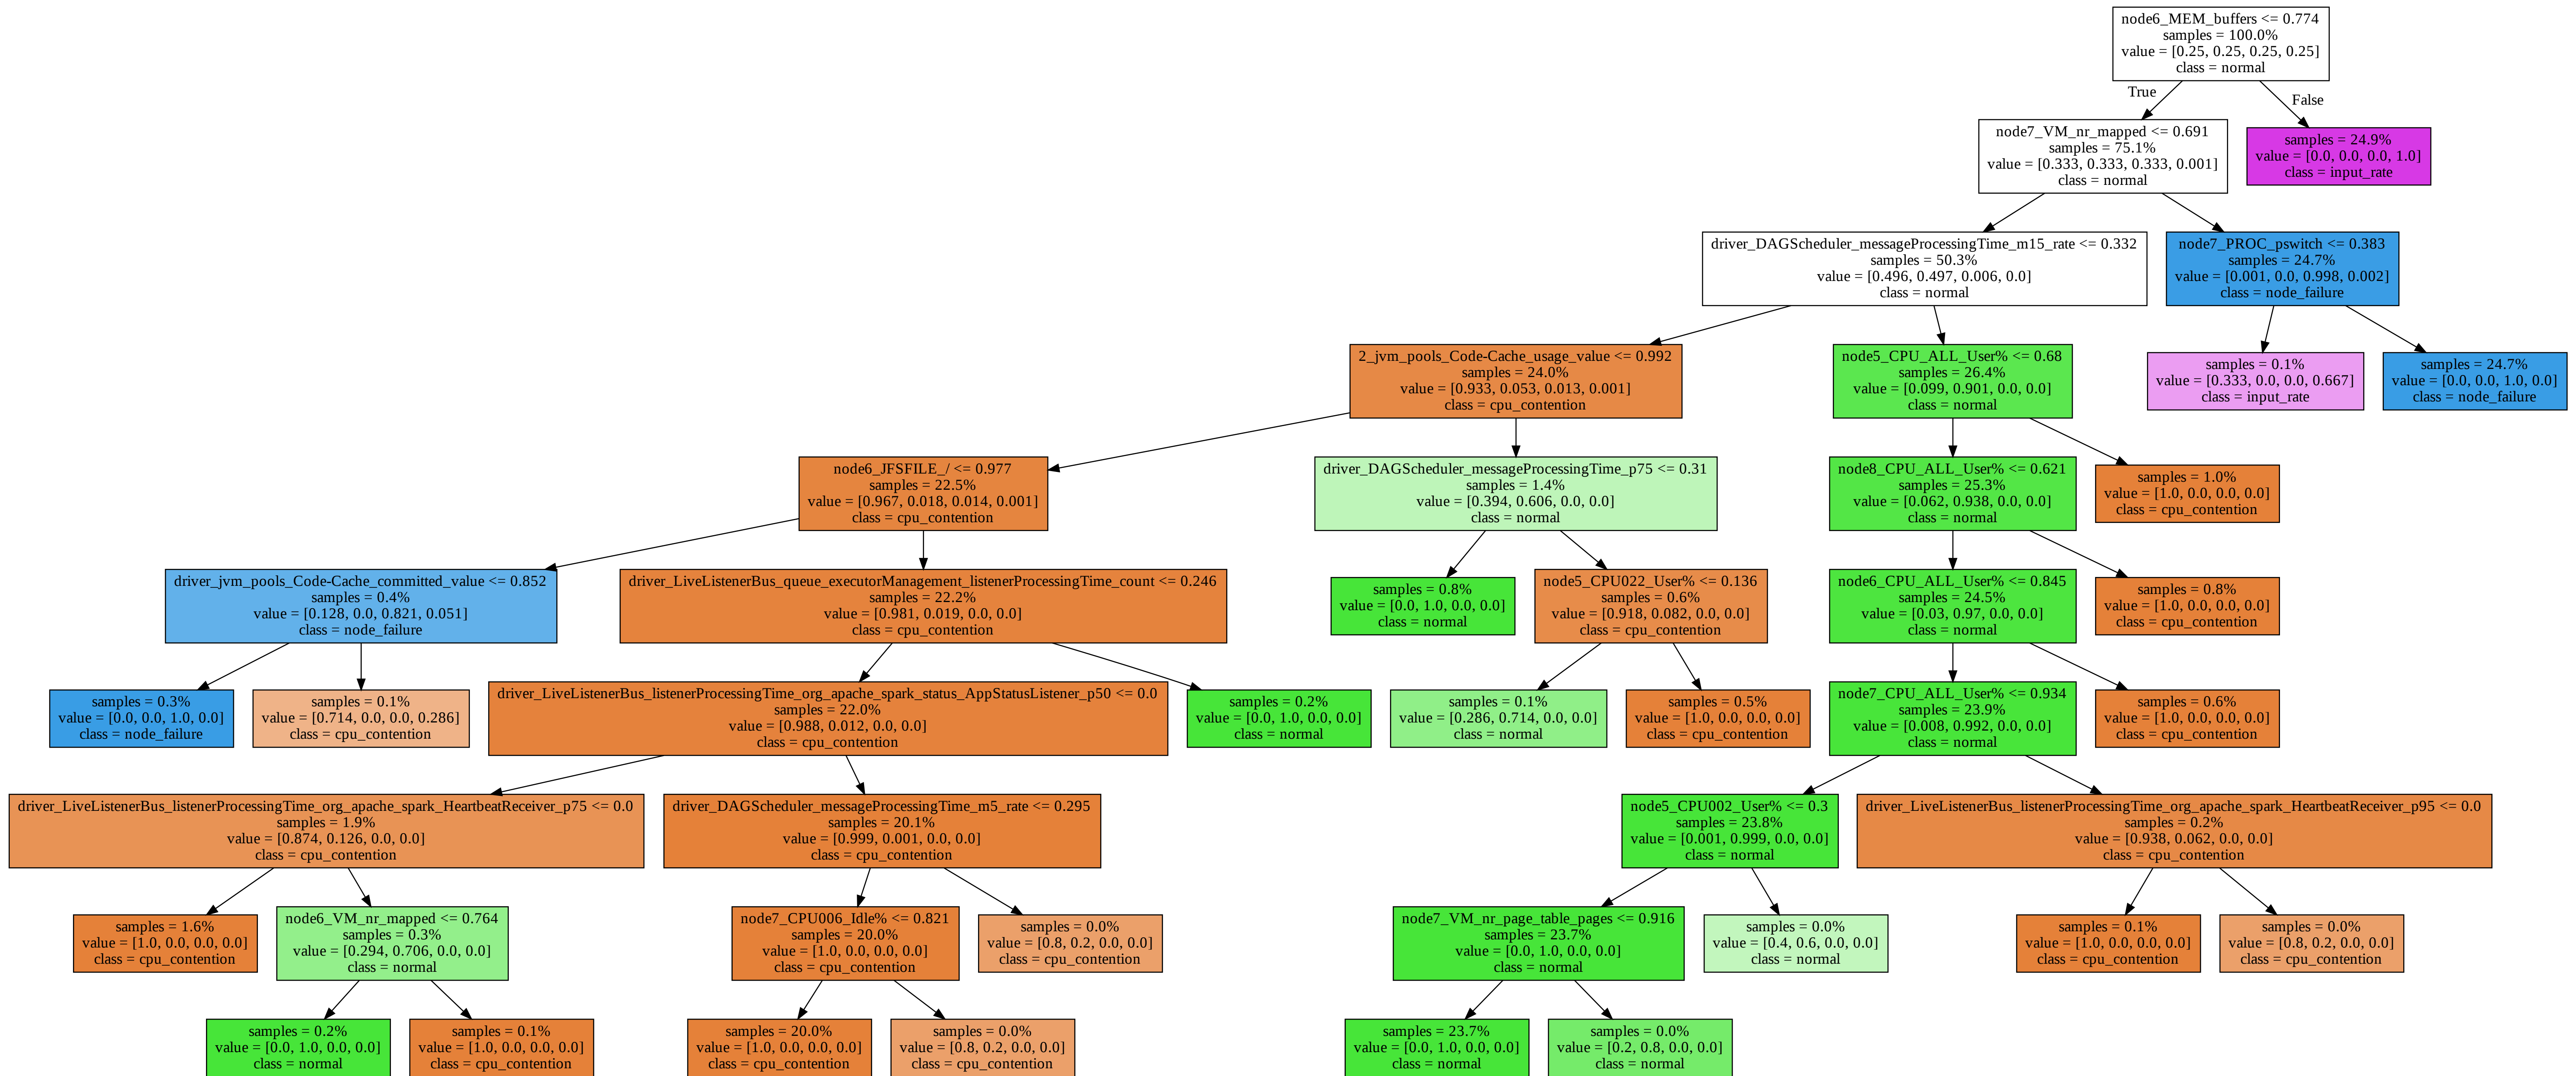 node6_MEM_buffers <= 0.774
samples = 100.0%
value = [0.25, 0.25, 0.25, 0.25]
class = normal
True
False
node7_VM_nr_mapped <= 0.691
samples = 75.1%
value = [0.333, 0.333, 0.333, 0.001]
class = normal
samples = 24.9%
value = [0.0, 0.0, 0.0, 1.0]
class = input_rate
driver_DAGScheduler_messageProcessingTime_m15_rate <= 0.332
samples = 50.3%
value = [0.496, 0.497, 0.006, 0.0]
class = normal
node7_PROC_pswitch <= 0.383
samples = 24.7%
value = [0.001, 0.0, 0.998, 0.002]
class = node_failure
2_jvm_pools_Code-Cache_usage_value <= 0.992
samples = 24.0%
value = [0.933, 0.053, 0.013, 0.001]
class = cpu_contention
node5_CPU_ALL_User% <= 0.68
samples = 26.4%
value = [0.099, 0.901, 0.0, 0.0]
class = normal
samples = 0.1%
value = [0.333, 0.0, 0.0, 0.667]
class = input_rate
samples = 24.7%
value = [0.0, 0.0, 1.0, 0.0]
class = node_failure
node6_JFSFILE_/ <= 0.977
samples = 22.5%
value = [0.967, 0.018, 0.014, 0.001]
class = cpu_contention
driver_DAGScheduler_messageProcessingTime_p75 <= 0.31
samples = 1.4%
value = [0.394, 0.606, 0.0, 0.0]
class = normal
node8_CPU_ALL_User% <= 0.621
samples = 25.3%
value = [0.062, 0.938, 0.0, 0.0]
class = normal
samples = 1.0%
value = [1.0, 0.0, 0.0, 0.0]
class = cpu_contention
driver_jvm_pools_Code-Cache_committed_value <= 0.852
samples = 0.4%
value = [0.128, 0.0, 0.821, 0.051]
class = node_failure
driver_LiveListenerBus_queue_executorManagement_listenerProcessingTime_count <= 0.246
samples = 22.2%
value = [0.981, 0.019, 0.0, 0.0]
class = cpu_contention
samples = 0.8%
value = [0.0, 1.0, 0.0, 0.0]
class = normal
node5_CPU022_User% <= 0.136
samples = 0.6%
value = [0.918, 0.082, 0.0, 0.0]
class = cpu_contention
node6_CPU_ALL_User% <= 0.845
samples = 24.5%
value = [0.03, 0.97, 0.0, 0.0]
class = normal
samples = 0.8%
value = [1.0, 0.0, 0.0, 0.0]
class = cpu_contention
samples = 0.3%
value = [0.0, 0.0, 1.0, 0.0]
class = node_failure
samples = 0.1%
value = [0.714, 0.0, 0.0, 0.286]
class = cpu_contention
driver_LiveListenerBus_listenerProcessingTime_org_apache_spark_status_AppStatusListener_p50 <= 0.0
samples = 22.0%
value = [0.988, 0.012, 0.0, 0.0]
class = cpu_contention
samples = 0.2%
value = [0.0, 1.0, 0.0, 0.0]
class = normal
samples = 0.1%
value = [0.286, 0.714, 0.0, 0.0]
class = normal
samples = 0.5%
value = [1.0, 0.0, 0.0, 0.0]
class = cpu_contention
node7_CPU_ALL_User% <= 0.934
samples = 23.9%
value = [0.008, 0.992, 0.0, 0.0]
class = normal
samples = 0.6%
value = [1.0, 0.0, 0.0, 0.0]
class = cpu_contention
driver_LiveListenerBus_listenerProcessingTime_org_apache_spark_HeartbeatReceiver_p75 <= 0.0
samples = 1.9%
value = [0.874, 0.126, 0.0, 0.0]
class = cpu_contention
driver_DAGScheduler_messageProcessingTime_m5_rate <= 0.295
samples = 20.1%
value = [0.999, 0.001, 0.0, 0.0]
class = cpu_contention
node5_CPU002_User% <= 0.3
samples = 23.8%
value = [0.001, 0.999, 0.0, 0.0]
class = normal
driver_LiveListenerBus_listenerProcessingTime_org_apache_spark_HeartbeatReceiver_p95 <= 0.0
samples = 0.2%
value = [0.938, 0.062, 0.0, 0.0]
class = cpu_contention
samples = 1.6%
value = [1.0, 0.0, 0.0, 0.0]
class = cpu_contention
node6_VM_nr_mapped <= 0.764
samples = 0.3%
value = [0.294, 0.706, 0.0, 0.0]
class = normal
node7_CPU006_Idle% <= 0.821
samples = 20.0%
value = [1.0, 0.0, 0.0, 0.0]
class = cpu_contention
samples = 0.0%
value = [0.8, 0.2, 0.0, 0.0]
class = cpu_contention
node7_VM_nr_page_table_pages <= 0.916
samples = 23.7%
value = [0.0, 1.0, 0.0, 0.0]
class = normal
samples = 0.0%
value = [0.4, 0.6, 0.0, 0.0]
class = normal
samples = 0.1%
value = [1.0, 0.0, 0.0, 0.0]
class = cpu_contention
samples = 0.0%
value = [0.8, 0.2, 0.0, 0.0]
class = cpu_contention
samples = 0.2%
value = [0.0, 1.0, 0.0, 0.0]
class = normal
samples = 0.1%
value = [1.0, 0.0, 0.0, 0.0]
class = cpu_contention
samples = 20.0%
value = [1.0, 0.0, 0.0, 0.0]
class = cpu_contention
samples = 0.0%
value = [0.8, 0.2, 0.0, 0.0]
class = cpu_contention
samples = 23.7%
value = [0.0, 1.0, 0.0, 0.0]
class = normal
samples = 0.0%
value = [0.2, 0.8, 0.0, 0.0]
class = normal